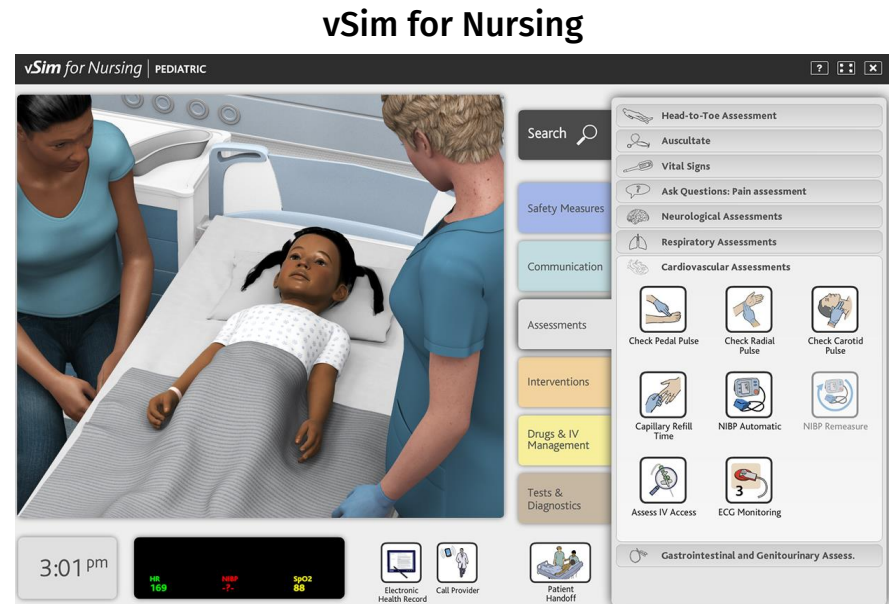 vSim for Nursing
vSim for Nursing | PEDIATRIC
?
X
Search
Safety Measures
Communication
Assessments
Interventions
Drugs & IV
Management
Tests &
Diagnostics
Head-to-Toe Assessment
Auscultate
Vital Signs
?
Ask Questions: Pain assessment
Neurological Assessments
Respiratory Assessments
Cardiovascular Assessments
Check Pedal Pulse
Check Radial
Pulse
Check Carotid
Pulse
Capillary Refill
Time
NIBP Automatic
NIBP Remeasure
Assess IV Access
3
ECG Monitoring
Gastrointestinal and Genitourinary Assess.
3:01 pm
HR
169
NIBP
-?-
SpO2
88
Electronic
Health Record
Call Provider
Patient
Handoff